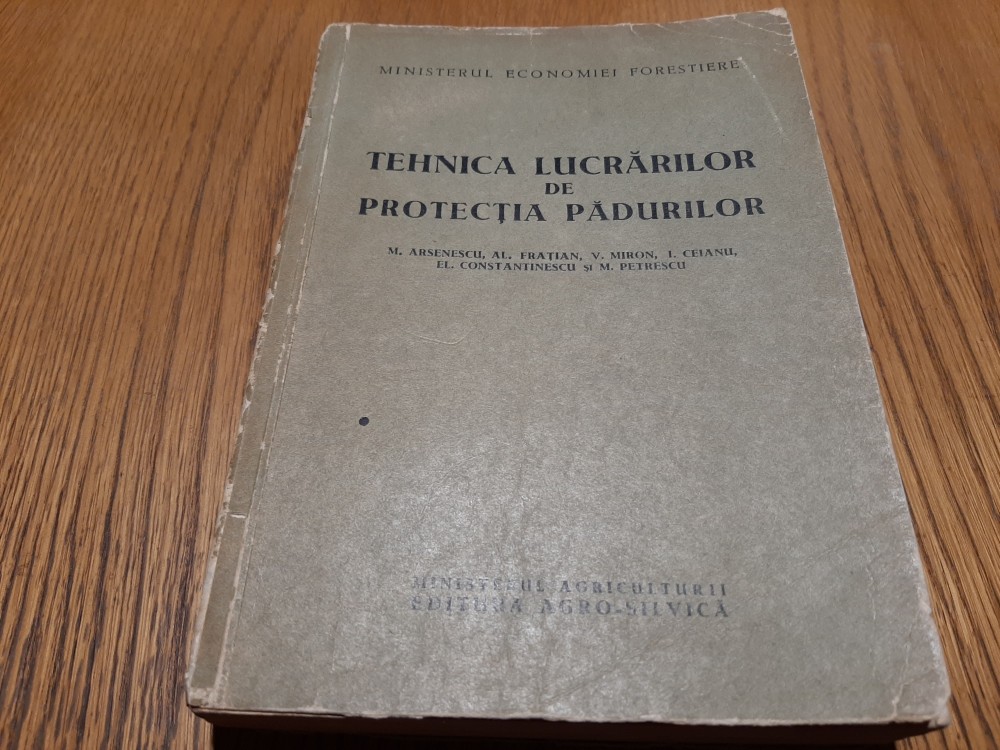 MINISTERUL ECONOMIEI FORESTIERE
TEHNICA LUCRĂRILOR
DE
PROTECȚIA PĂDURILOR
M. ARSENESCU, AL. FRAȚIAN, V. MIRON, I. CEIANU,
EL. CONSTANTINESCU și M. PETRESCU
MINISTERUL AGRICULTURII
EDITURA AGRO-SILVICĂ